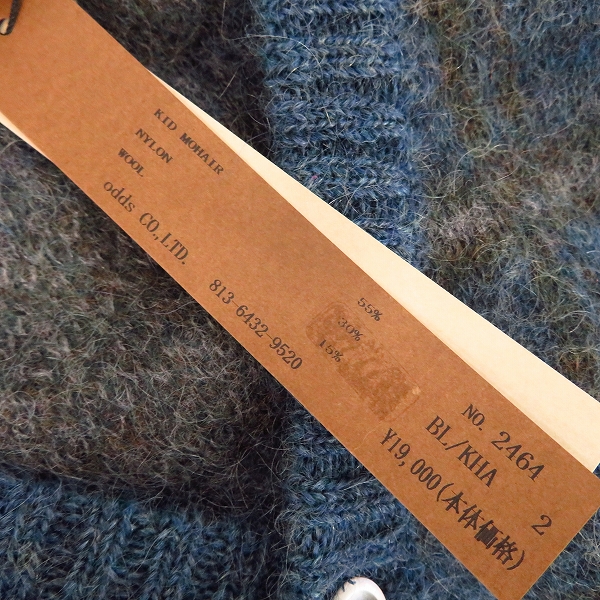 KID MOHAIR 55%
NYLON 30%
WOOL 15%
odds CO.,LTD. 813-6432-9520
NO. 2464
BL/KHA 2
¥19,000(本体価格)